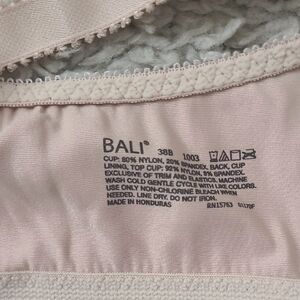 BALI® 38B 1003
CUP: 80% NYLON, 20% SPANDEX, BACK, CUP
LINING, TOP CUP: 92% NYLON, 8% SPANDEX
EXCLUSIVE OF TRIM AND ELASTICS. MACHINE
WASH COLD GENTLE CYCLE WITH LIKE COLORS.
USE ONLY NON-CHLORINE BLEACH WHEN
NEEDED. LINE DRY. DO NOT IRON.
MADE IN HONDURAS RN15763